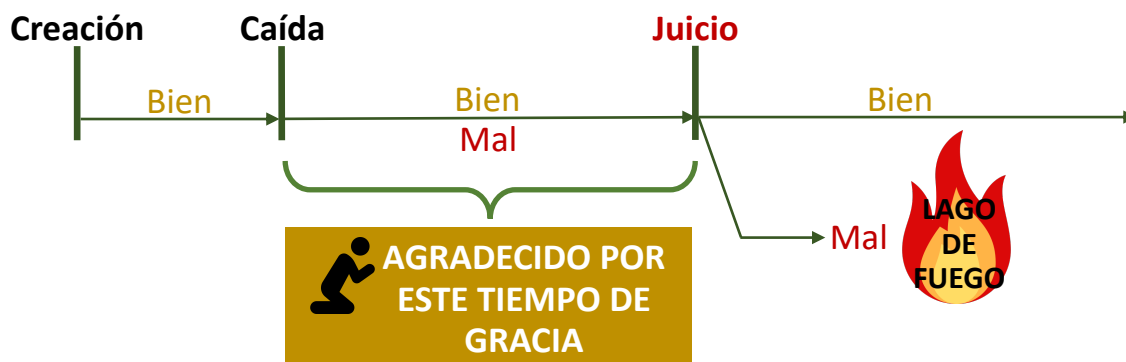 Creación
Caída
Juicio
Bien
Bien
Bien
Mal
Mal
LAGO
DE
FUEGO
AGRADECIDO POR
ESTE TIEMPO DE
GRACIA